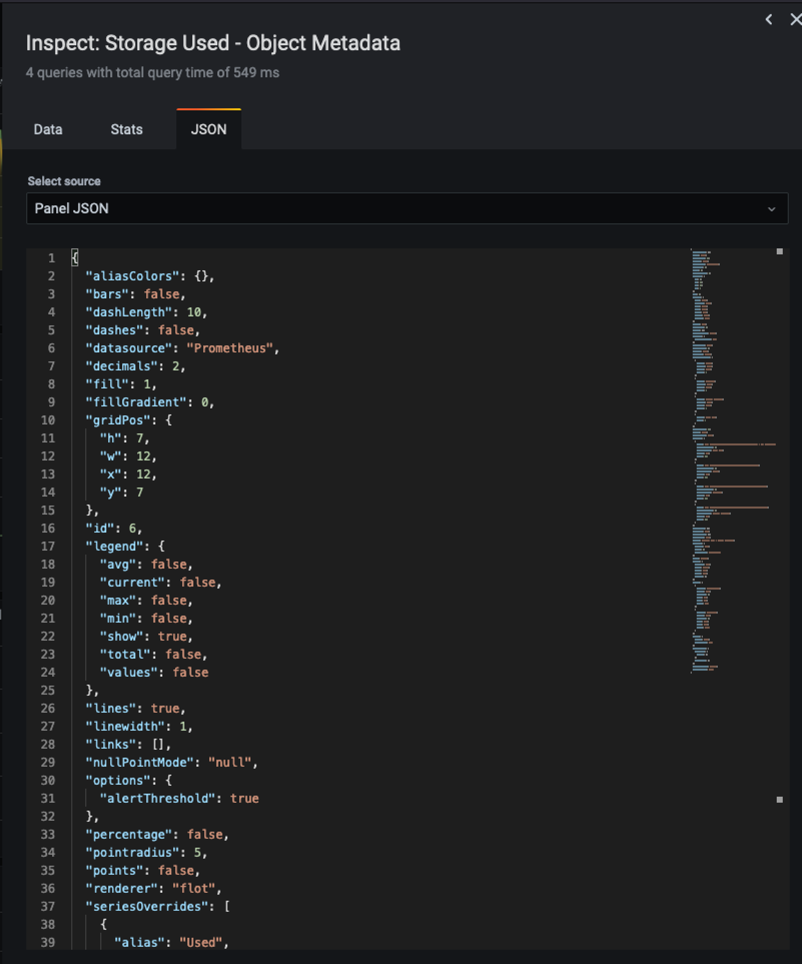 Inspect: Storage Used - Object Metadata
4 queries with total query time of 549 ms
Data Stats JSON
Select source
Panel JSON
1 {
2 "aliasColors": {},
3 "bars": false,
4 "dashLength": 10,
5 "dashes": false,
6 "datasource": "Prometheus",
7 "decimals": 2,
8 "fill": 1,
9 "fillGradient": 0,
10 "gridPos": {
11 "h": 7,
12 "w": 12,
13 "x": 12,
14 "y": 7
15 },
16 "id": 6,
17 "legend": {
18 "avg": false,
19 "current": false,
20 "max": false,
21 "min": false,
22 "show": true,
23 "total": false,
24 "values": false
25 },
26 "lines": true,
27 "linewidth": 1,
28 "links": [],
29 "nullPointMode": "null",
30 "options": {
31 "alertThreshold": true
32 },
33 "percentage": false,
34 "pointradius": 5,
35 "points": false,
36 "renderer": "flot",
37 "seriesOverrides": [
38 {
39 "alias": "Used",